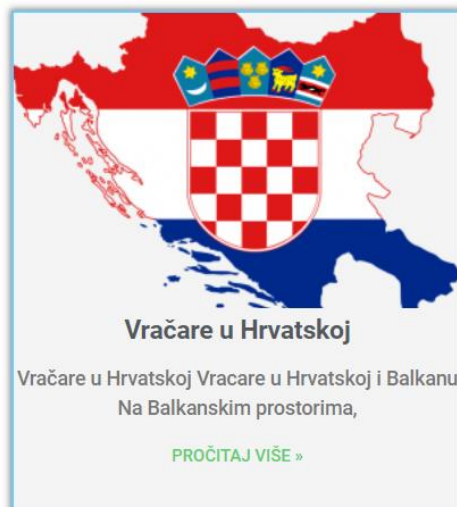 Vračare u Hrvatskoj
Vračare u Hrvatskoj Vracare u Hrvatskoj i Balkanu
Na Balkanskim prostorima,
PROČITAJ VIŠE »